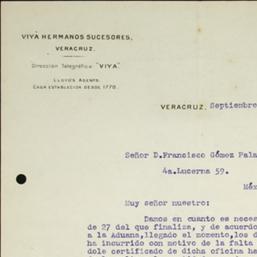 VIYA HERMANOS SUCESORES,
VERACRUZ.
Dirección Telegráfica "VIYA".
LLOYDS AGENTS.
CASA ESTABLECIDA DESDE 1770.
VERACRUZ, Septiembre
Señor D.Francisco Gómez Pala
4a.Lucerna 59.
Méx
Muy señor nuestro:
Damos en cuanto es neces
de 27 del que finaliza, y de acuerdo
a la Aduana,llegado el momento,los d
ha incurrido con motivo de la falta
dole certificado de dicha oficina ha